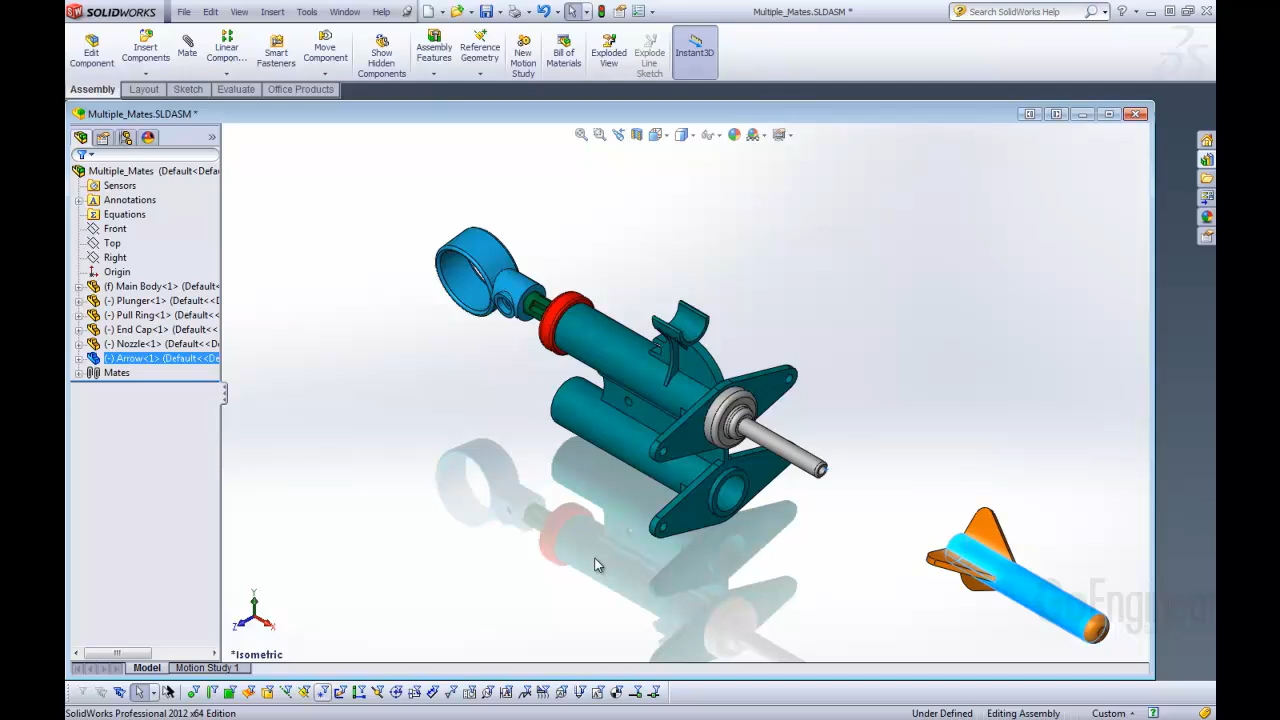 SOLIDWORKS File Edit View Insert Tools Window Help Multiple_Mates.SLDASM * Search SolidWorks Help
Edit Component
Insert Components
Mate
Linear Compon...
Smart Fasteners
Move Component
Show Hidden Components
Assembly Features
Reference Geometry
New Motion Study
Bill of Materials
Exploded View
Explode Line Sketch
Instant3D
Assembly Layout Sketch Evaluate Office Products
Multiple_Mates.SLDASM *
Multiple_Mates (Default<Defau
Sensors
Annotations
Equations
Front
Top
Right
Origin
(f) Main Body<1> (Default<
(-) Plunger<1> (Default<<D
(-) Pull Ring<1> (Default<<
(-) End Cap<1> (Default<<
(-) Nozzle<1> (Default<<D
(-) Arrow<1> (Default<<De
Mates
Y
Z X
*Isometric
Model Motion Study 1
SolidWorks Professional 2012 x64 Edition Under Defined Editing Assembly Custom